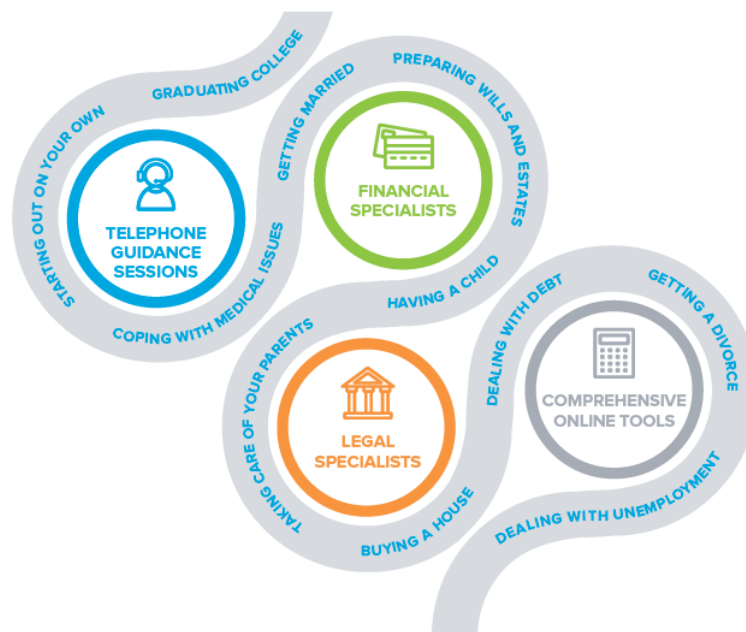 GRADUATING COLLEGE
STARTING OUT ON YOUR OWN
TELEPHONE
GUIDANCE
SESSIONS
COPING WITH MEDICAL ISSUES
GETTING MARRIED
PREPARING WILLS AND ESTATES
FINANCIAL
SPECIALISTS
HAVING A CHILD
TAKING CARE OF YOUR PARENTS
LEGAL
SPECIALISTS
BUYING A HOUSE
DEALING WITH DEBT
GETTING A DIVORCE
COMPREHENSIVE
ONLINE TOOLS
DEALING WITH UNEMPLOYMENT